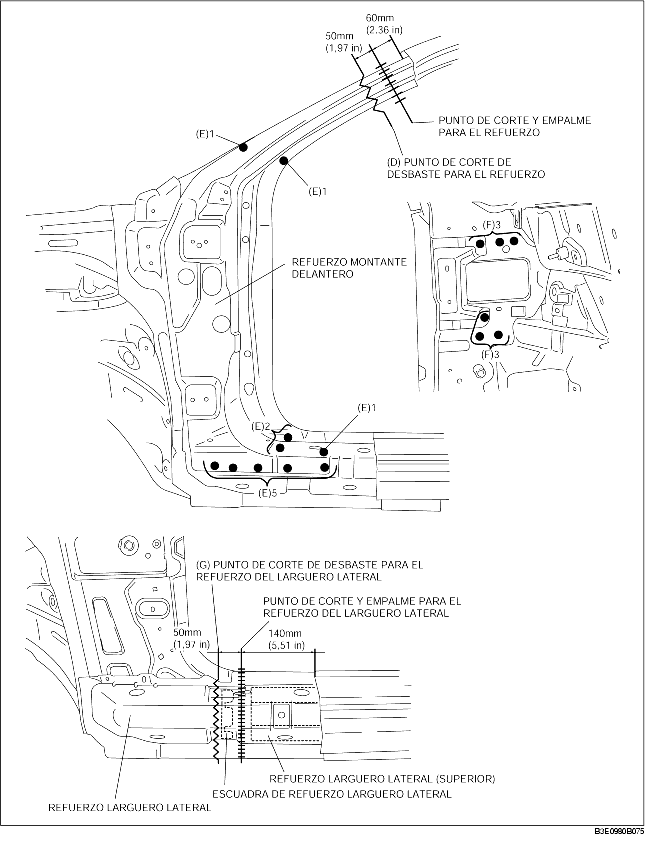 60mm
(2.36 in)
50mm
(1.97 in)
PUNTO DE CORTE Y EMPALME
PARA EL REFUERZO
(E)1
(D) PUNTO DE CORTE DE
DESBASTE PARA EL REFUERZO
(E)1
(F)3
REFUERZO MONTANTE
DELANTERO
(F)3
(E)1
(E)2
(E)5
(G) PUNTO DE CORTE DE DESBASTE PARA EL
REFUERZO DEL LARGUERO LATERAL
PUNTO DE CORTE Y EMPALME PARA EL
REFUERZO DEL LARGUERO LATERAL
50mm
(1.97 in)
140mm
(5.51 in)
REFUERZO LARGUERO LATERAL (SUPERIOR)
ESCUADRA DE REFUERZO LARGUERO LATERAL
REFUERZO LARGUERO LATERAL
B3E0980B075